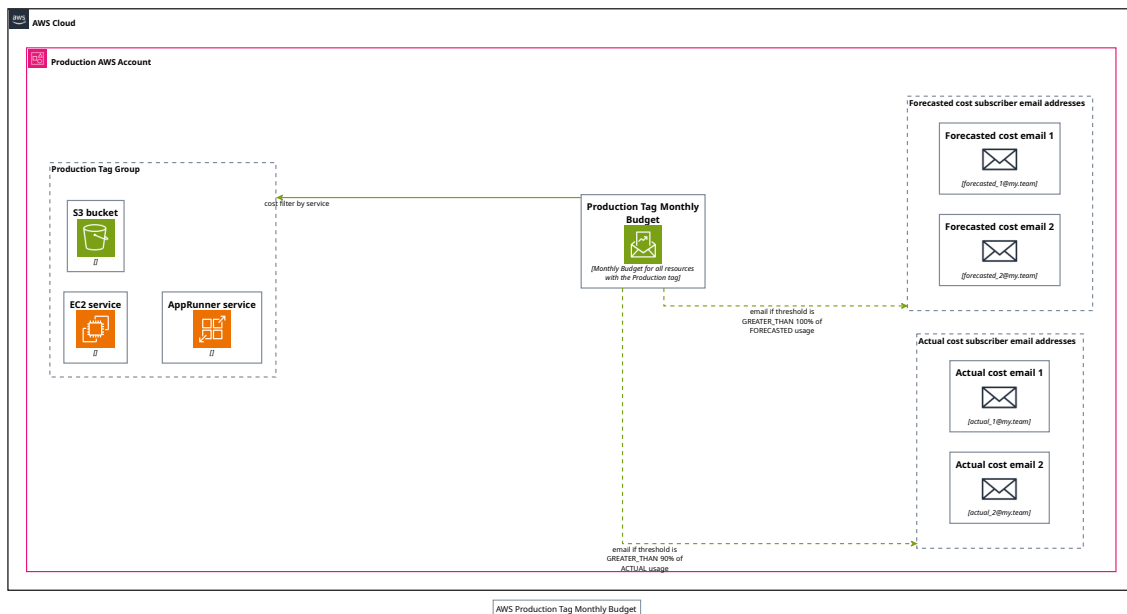 aws
AWS Cloud
Production AWS Account
Forecasted cost subscriber email addresses
Forecasted cost email 1
[forecasted_1@my.team]
Forecasted cost email 2
[forecasted_2@my.team]
Production Tag Group
S3 bucket
[]
EC2 service
[]
AppRunner service
[]
cost filter by service
Production Tag Monthly
Budget
[Monthly Budget for all resources
with the Production tag]
email if threshold is
GREATER_THAN 100% of
FORECASTED usage
Actual cost subscriber email addresses
Actual cost email 1
[actual_1@my.team]
Actual cost email 2
[actual_2@my.team]
email if threshold is
GREATER_THAN 90% of
ACTUAL usage
AWS Production Tag Monthly Budget